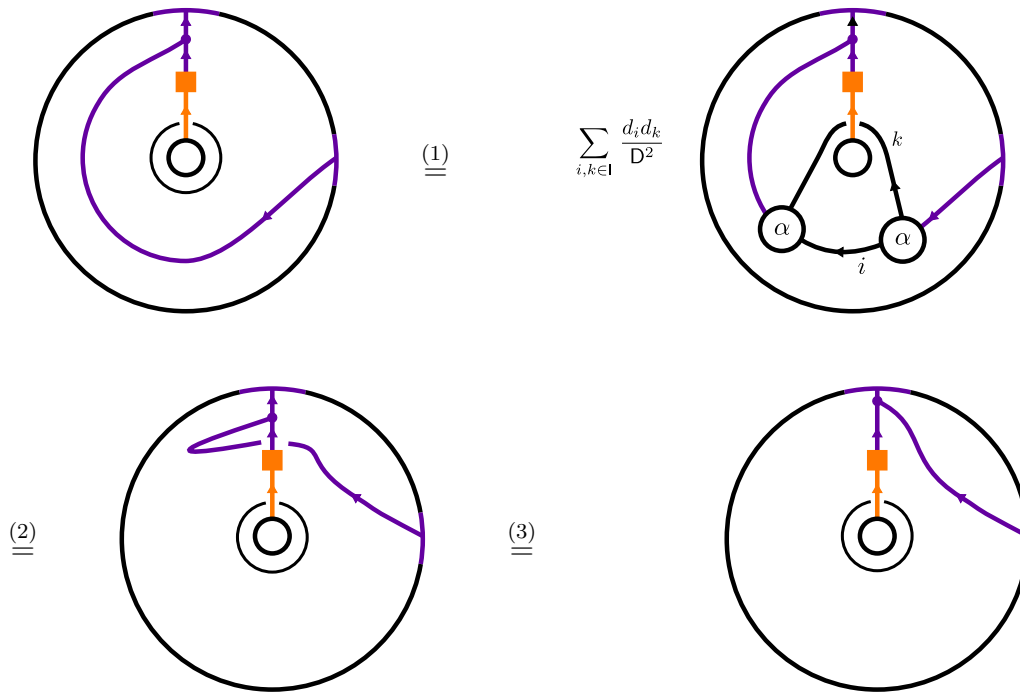 (1)
=
∑_{i,k∈I} d_i d_k / D²
k
α
α
i
(2)
=
(3)
=